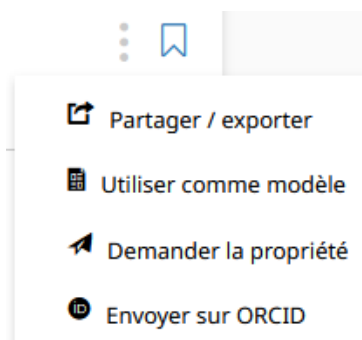 Partager / exporter
Utiliser comme modèle
Demander la propriété
Envoyer sur ORCID